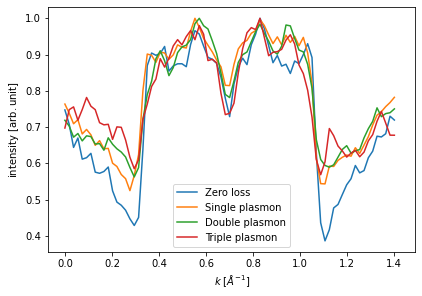 intensity [arb. unit]
1.0
0.9
0.8
0.7
0.6
0.5
0.4
Zero loss
Single plasmon
Double plasmon
Triple plasmon
0.0 0.2 0.4 0.6 0.8 1.0 1.2 1.4
k [Å⁻¹]